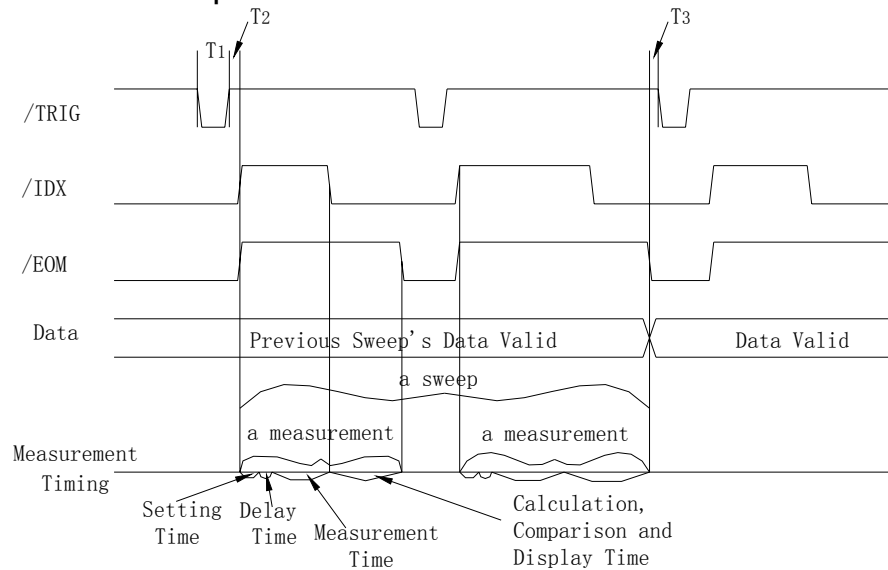 T2
T3
T1
/TRIG
/IDX
/EOM
Data
Previous Sweep's Data Valid
Data Valid
a sweep
a measurement
a measurement
Measurement
Timing
Setting
Time
Delay
Time
Measurement
Time
Calculation,
Comparison and
Display Time